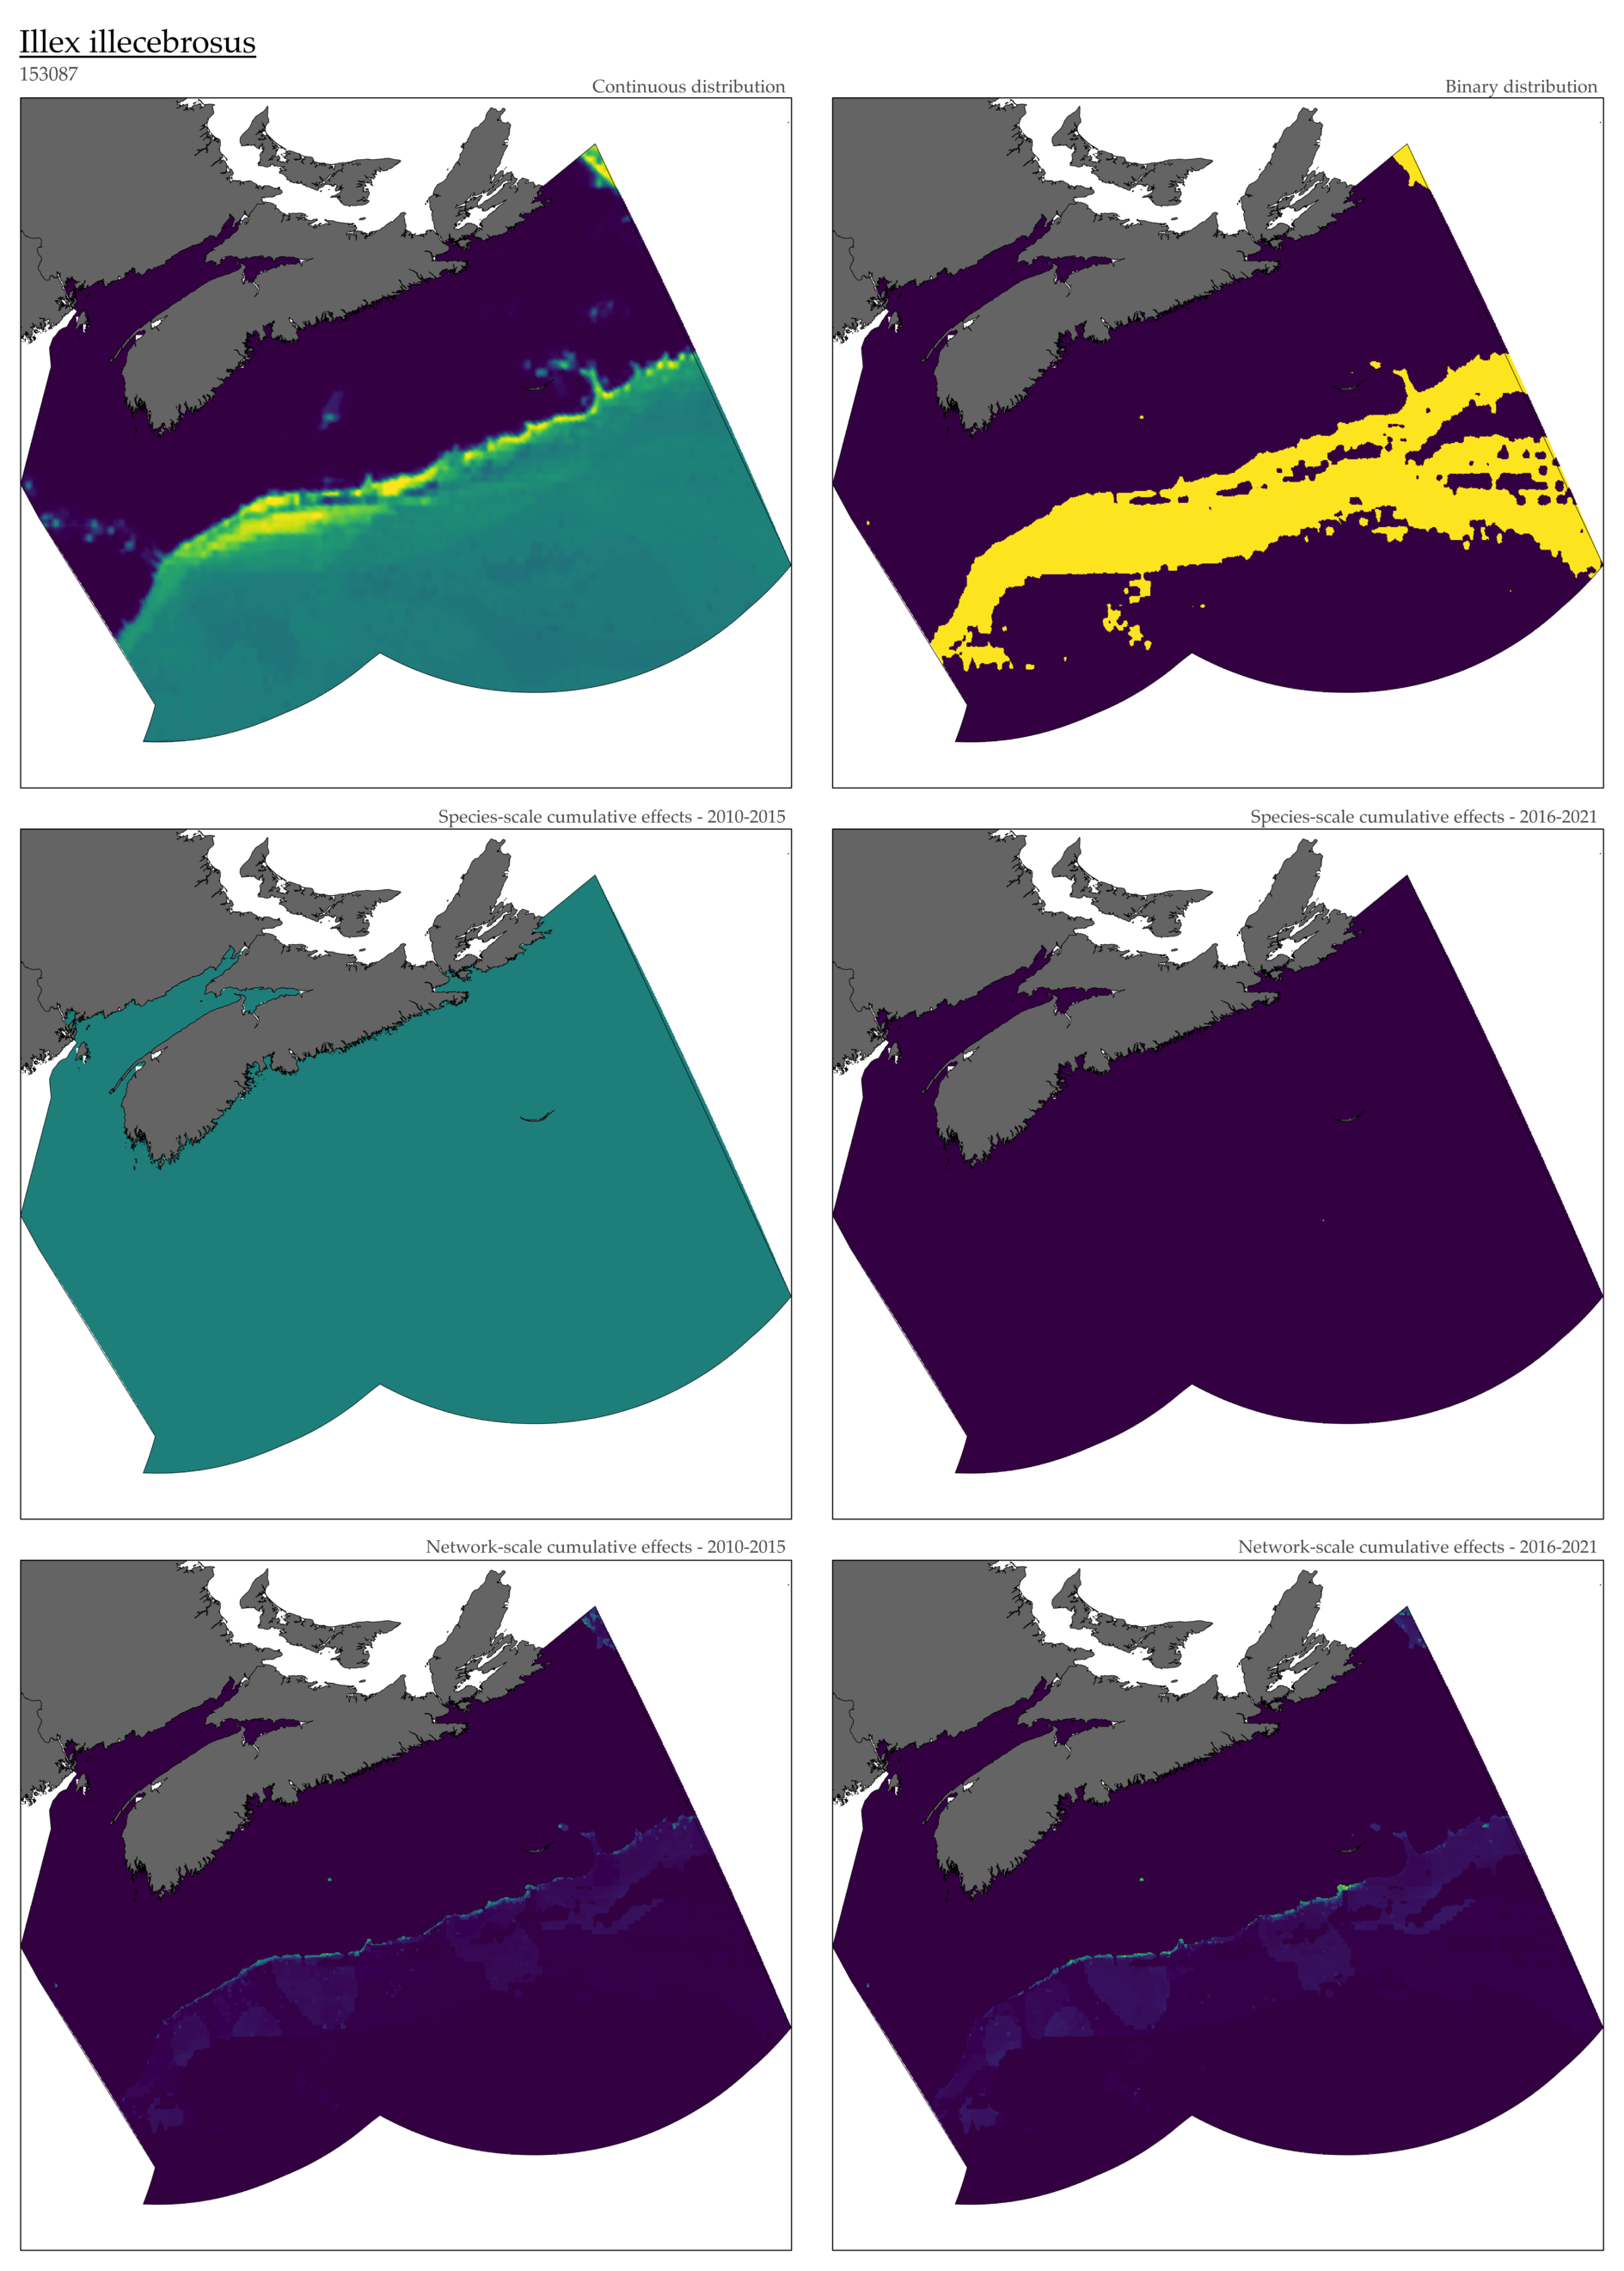 Illex illecebrosus
153087
Continuous distribution
Binary distribution
Species-scale cumulative effects - 2010-2015
Species-scale cumulative effects - 2016-2021
Network-scale cumulative effects - 2010-2015
Network-scale cumulative effects - 2016-2021